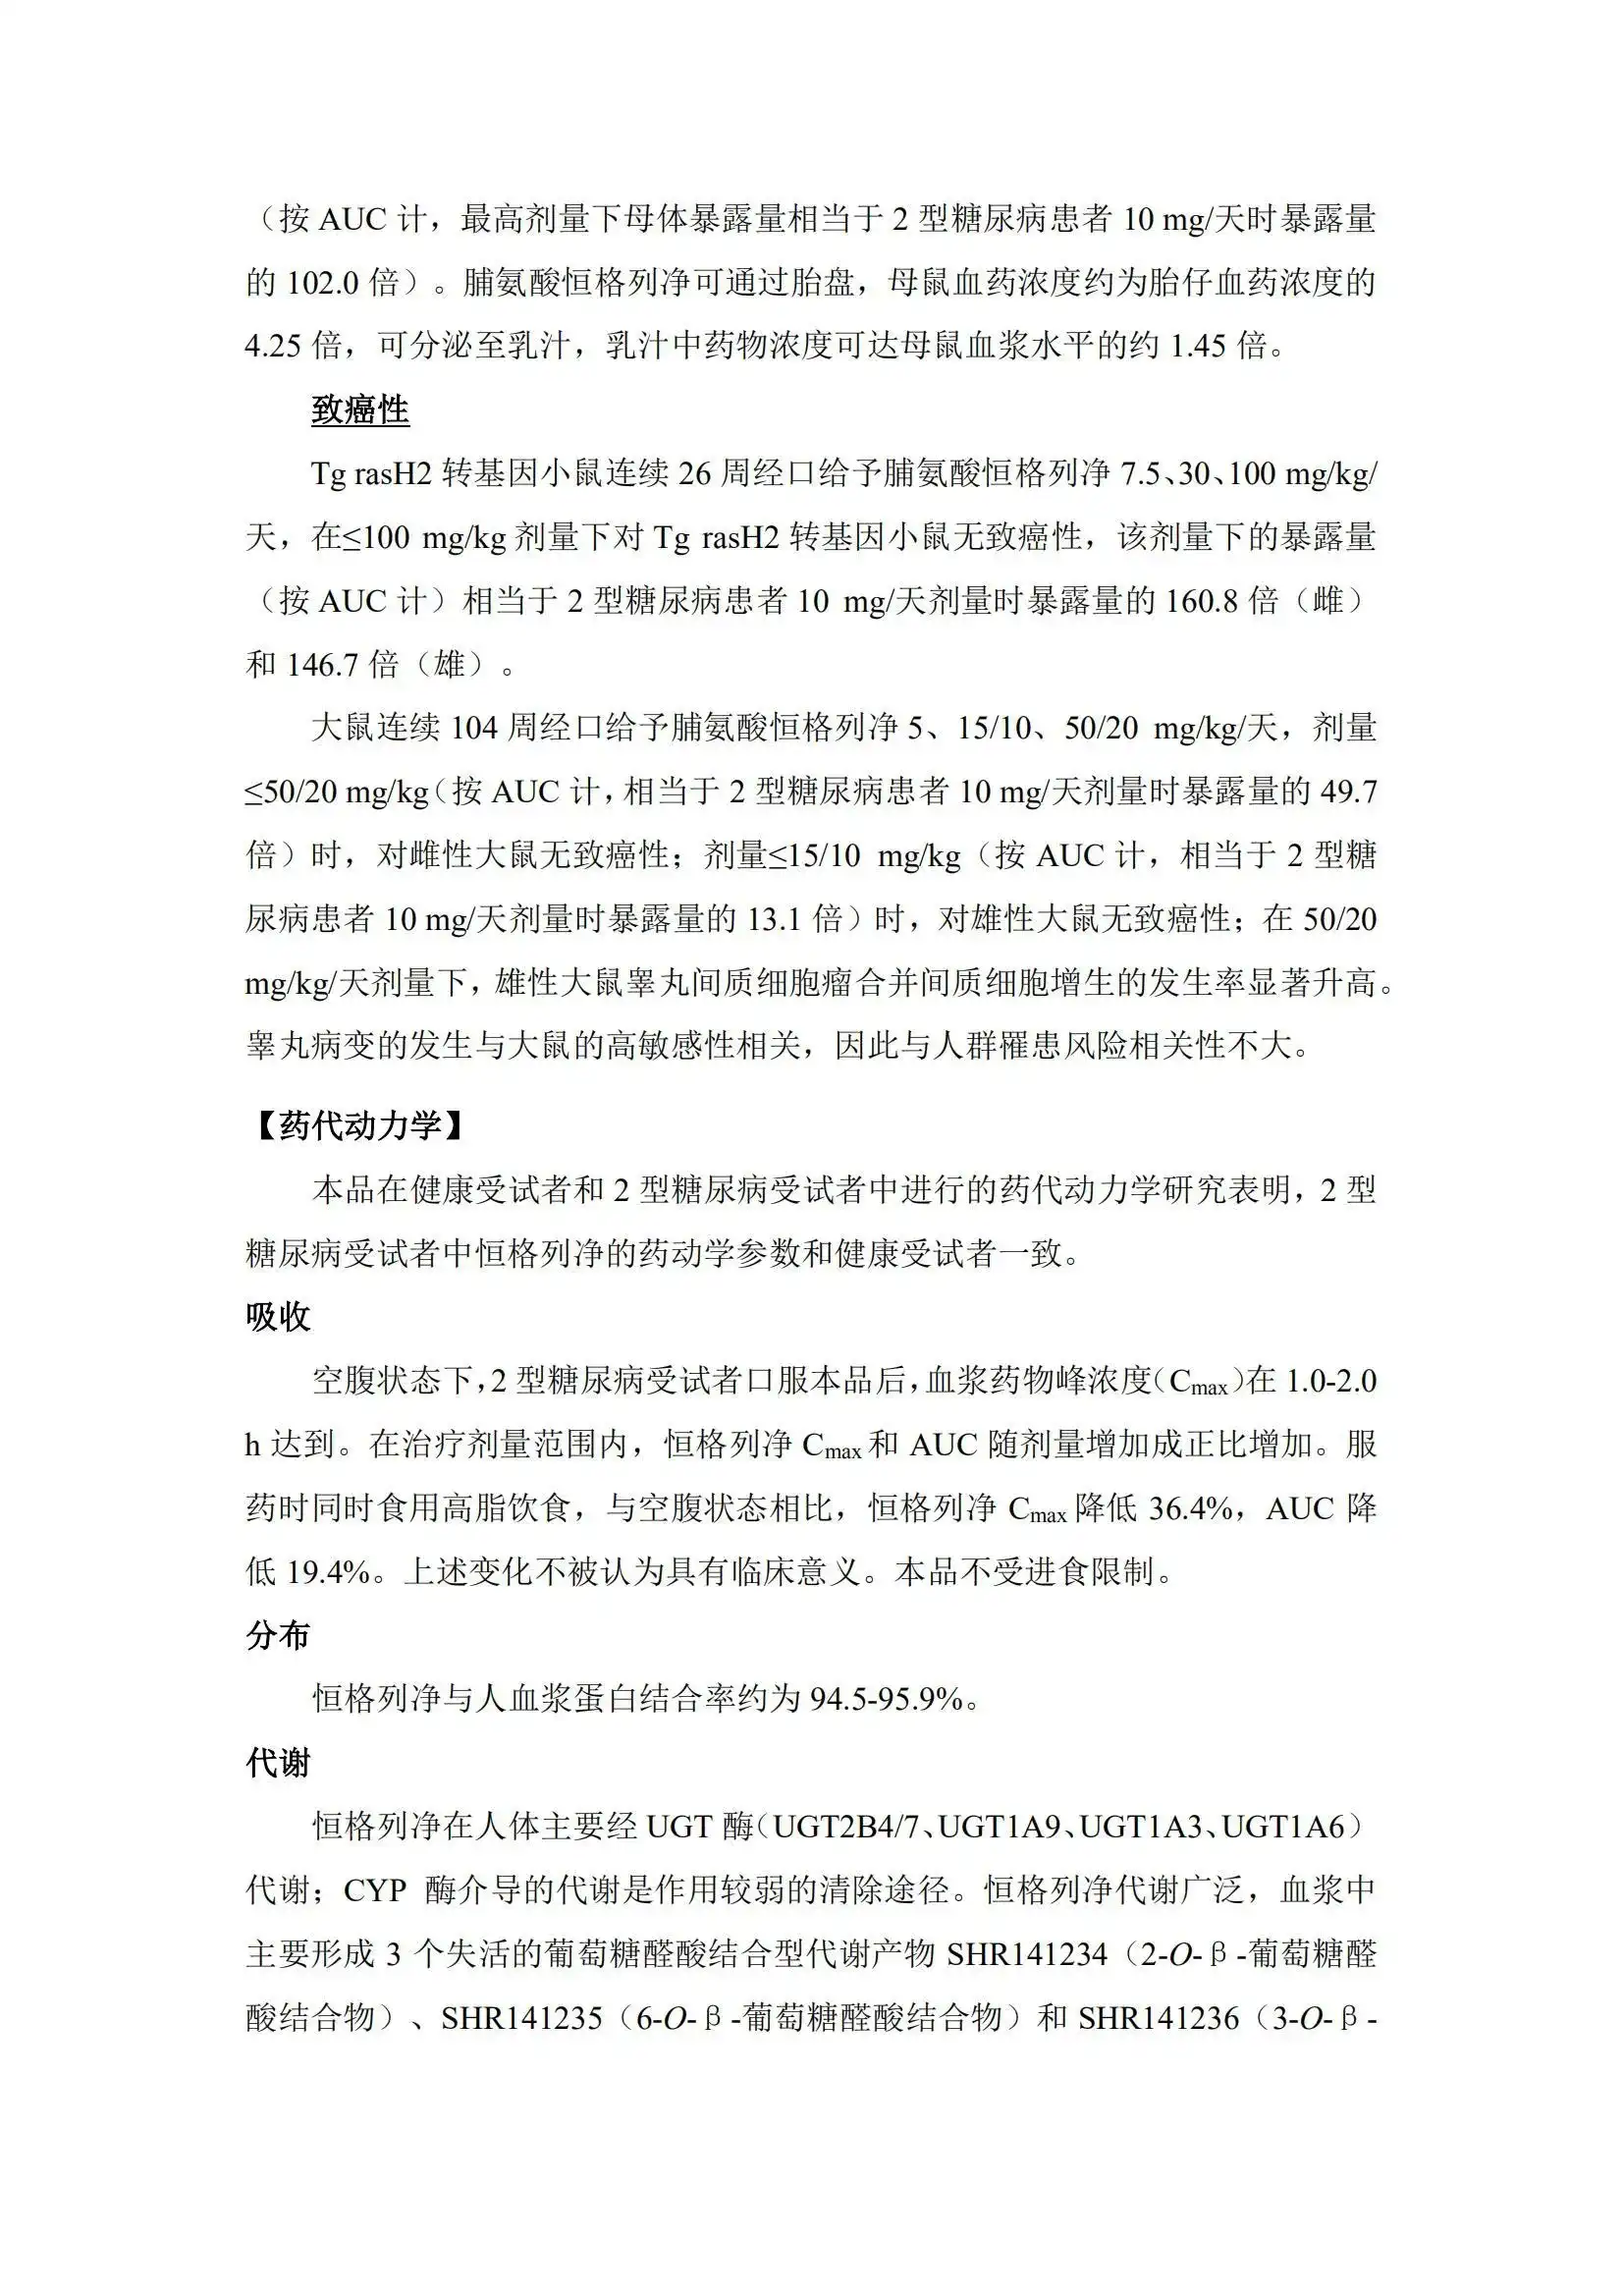 （按 AUC 计，最高剂量下母体暴露量相当于 2 型糖尿病患者 10 mg/天时暴露量
的 102.0 倍）。脯氨酸恒格列净可通过胎盘，母鼠血药浓度约为胎仔血药浓度的
4.25 倍，可分泌至乳汁，乳汁中药物浓度可达母鼠血浆水平的约 1.45 倍。
致癌性
Tg rasH2 转基因小鼠连续 26 周经口给予脯氨酸恒格列净 7.5、30、100 mg/kg/
天，在≤100 mg/kg 剂量下对 Tg rasH2 转基因小鼠无致癌性，该剂量下的暴露量
（按 AUC 计）相当于 2 型糖尿病患者 10 mg/天剂量时暴露量的 160.8 倍（雌）
和 146.7 倍（雄）。
大鼠连续 104 周经口给予脯氨酸恒格列净 5、15/10、50/20 mg/kg/天，剂量
≤50/20 mg/kg（按 AUC 计，相当于 2 型糖尿病患者 10 mg/天剂量时暴露量的 49.7
倍）时，对雌性大鼠无致癌性；剂量≤15/10 mg/kg（按 AUC 计，相当于 2 型糖
尿病患者 10 mg/天剂量时暴露量的 13.1 倍）时，对雄性大鼠无致癌性；在 50/20
mg/kg/天剂量下，雄性大鼠睾丸间质细胞瘤合并间质细胞增生的发生率显著升高。
睾丸病变的发生与大鼠的高敏感性相关，因此与人群罹患风险相关性不大。
【药代动力学】
本品在健康受试者和 2 型糖尿病受试者中进行的药代动力学研究表明，2 型
糖尿病受试者中恒格列净的药动学参数和健康受试者一致。
吸收
空腹状态下，2 型糖尿病受试者口服本品后，血浆药物峰浓度（Cmax）在 1.0-2.0
h 达到。在治疗剂量范围内，恒格列净 Cmax 和 AUC 随剂量增加成正比增加。服
药时同时食用高脂饮食，与空腹状态相比，恒格列净 Cmax 降低 36.4%，AUC 降
低 19.4%。上述变化不被认为具有临床意义。本品不受进食限制。
分布
恒格列净与人血浆蛋白结合率约为 94.5-95.9%。
代谢
恒格列净在人体主要经 UGT 酶（UGT2B4/7、UGT1A9、UGT1A3、UGT1A6）
代谢；CYP 酶介导的代谢是作用较弱的清除途径。恒格列净代谢广泛，血浆中
主要形成 3 个失活的葡萄糖醛酸结合型代谢产物 SHR141234（2-O-β-葡萄糖醛
酸结合物）、SHR141235（6-O-β-葡萄糖醛酸结合物）和 SHR141236（3-O-β-